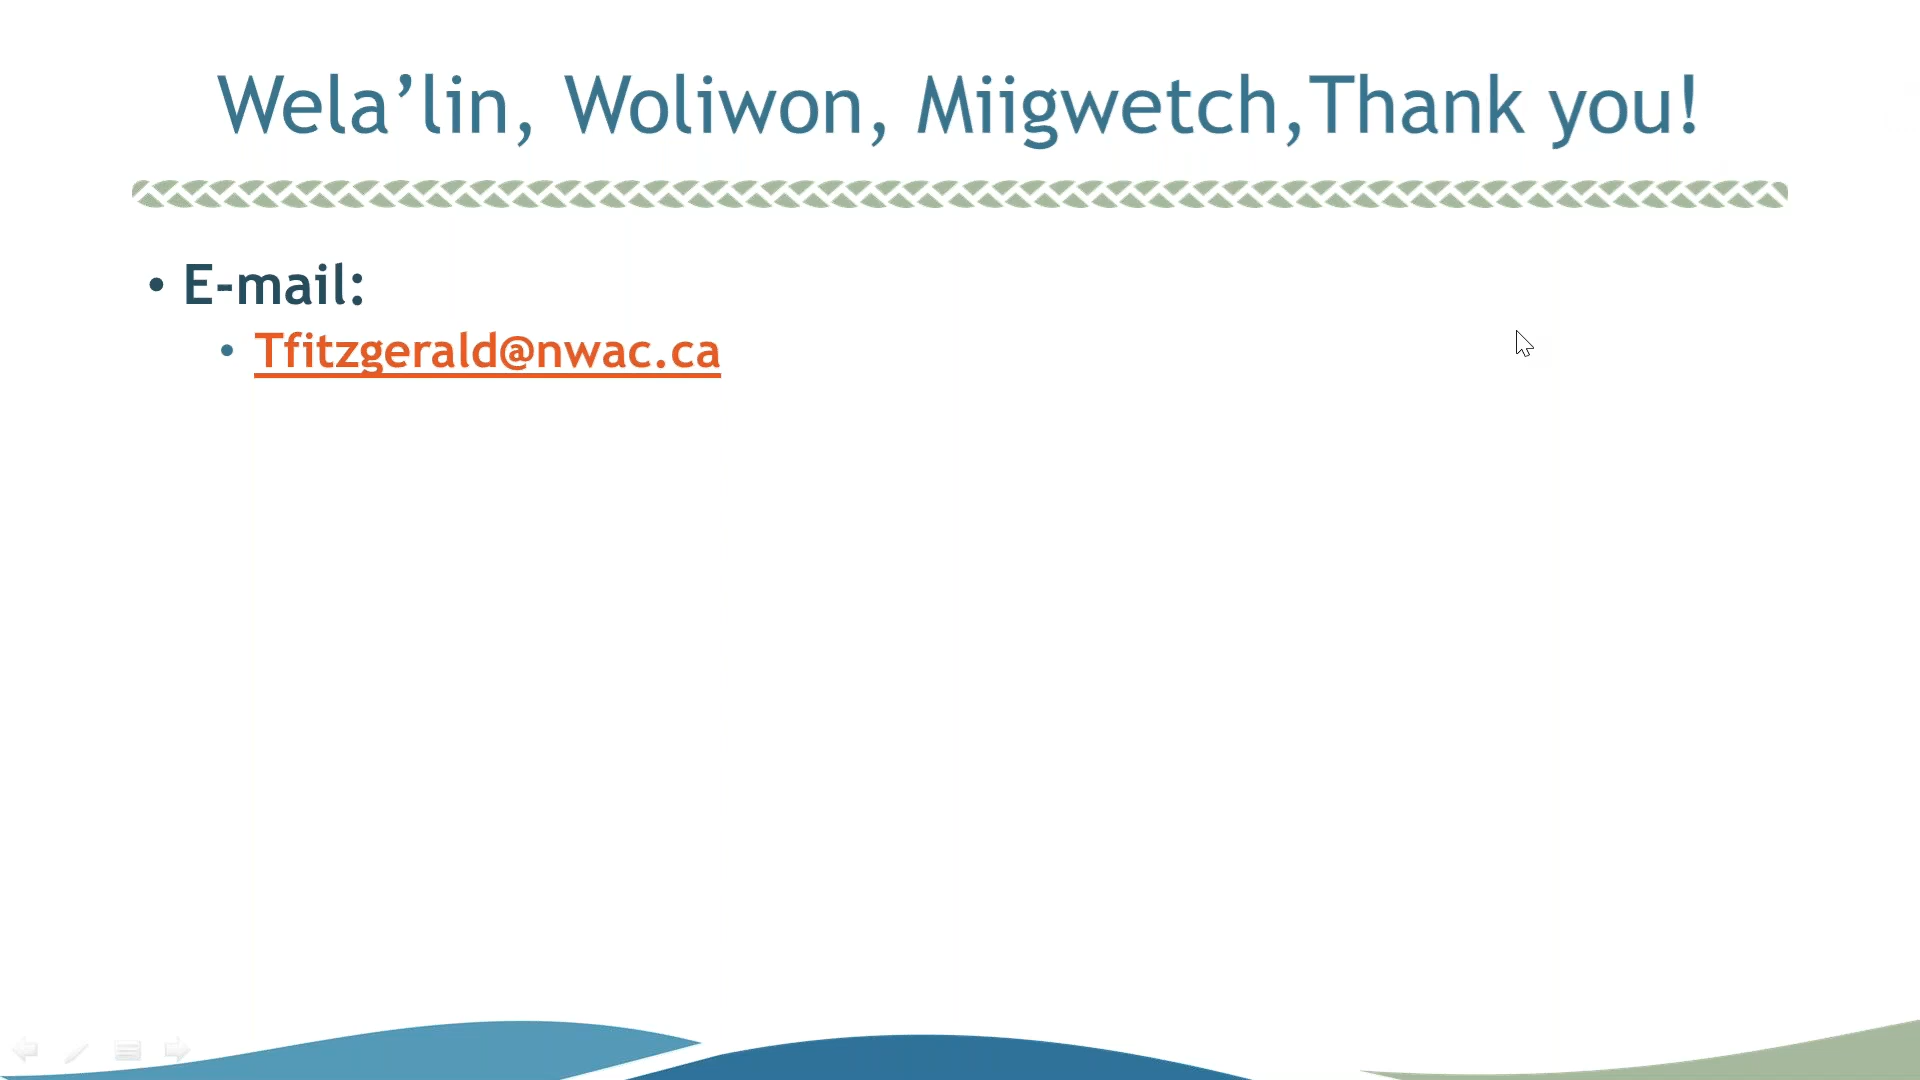 Wela’lin, Woliwon, Miigwetch,Thank you!
• E-mail:
• Tfitzgerald@nwac.ca